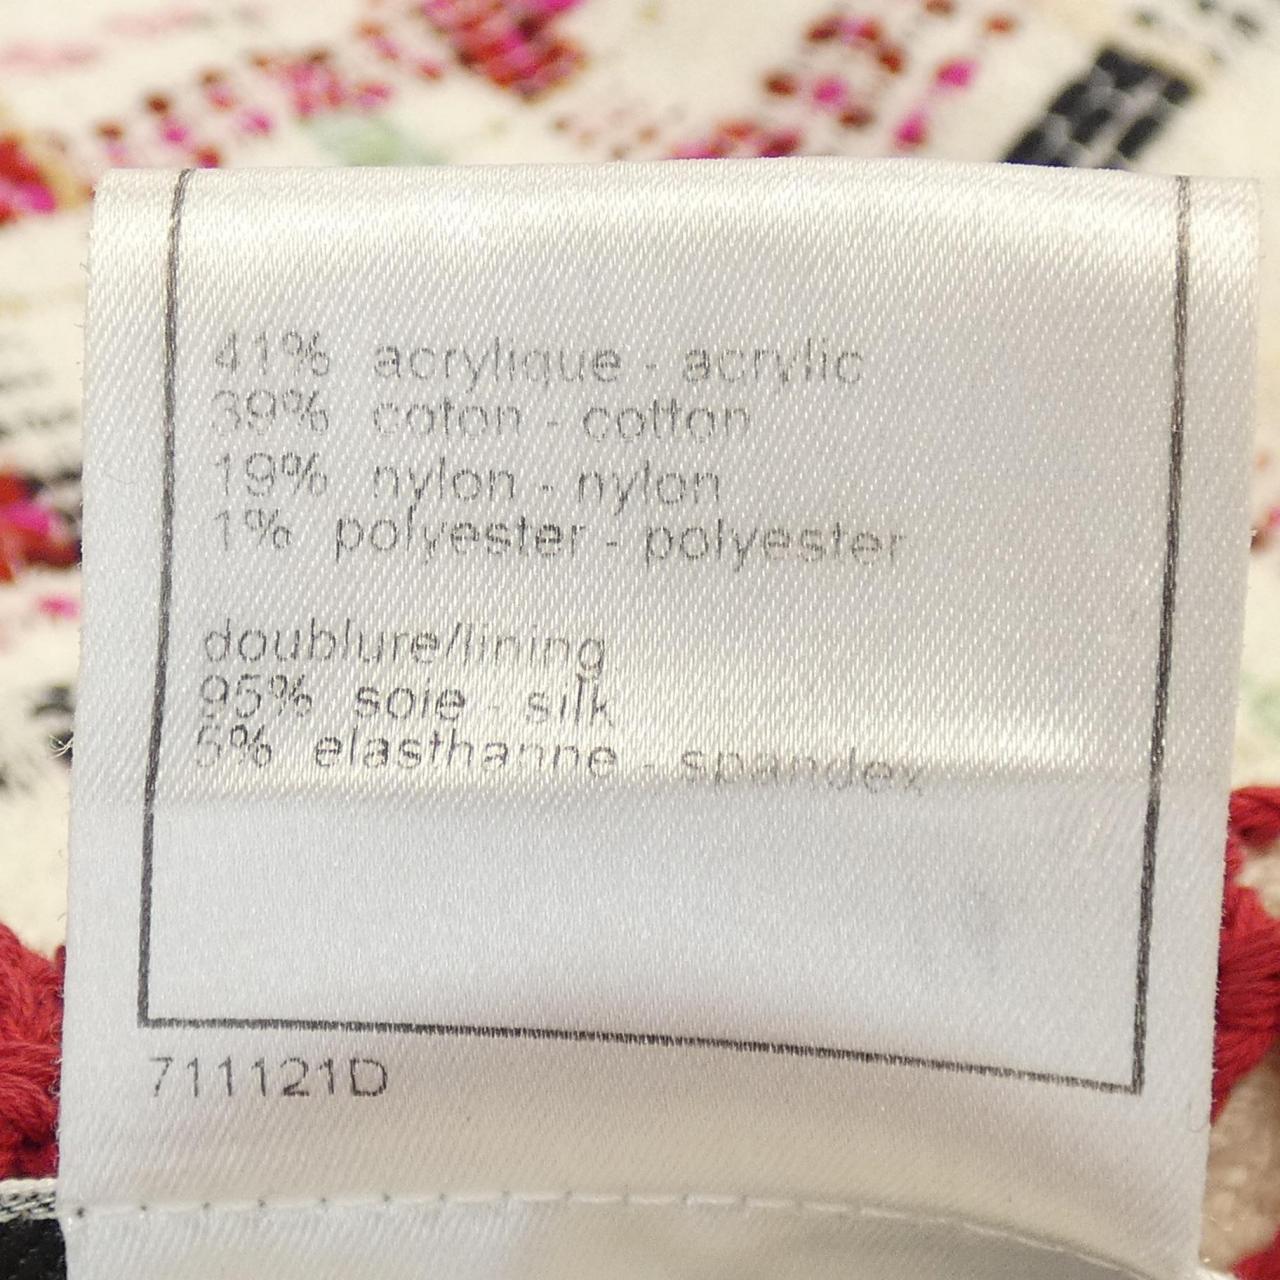 41% acrylique - acrylic
39% coton - cotton
19% nylon - nylon
1% polyester - polyester
doublure/lining
95% soie - silk
5% elasthanne - spandex
711121D